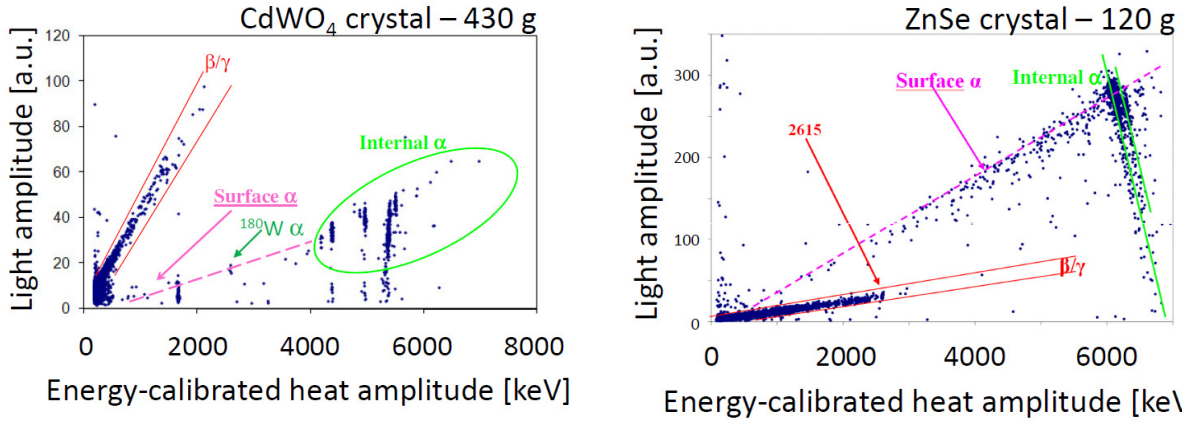 CdWO₄ crystal – 430 g
Light amplitude [a.u.]
120
100
80
60
40
20
0
β/γ
Internal α
Surface α
¹⁸⁰W α
0 2000 4000 6000 8000
Energy-calibrated heat amplitude [keV]
ZnSe crystal – 120 g
Light amplitude [a.u.]
300
200
100
0
Surface α
Internal α
2615
β/γ
0 2000 4000 6000
Energy-calibrated heat amplitude [keV